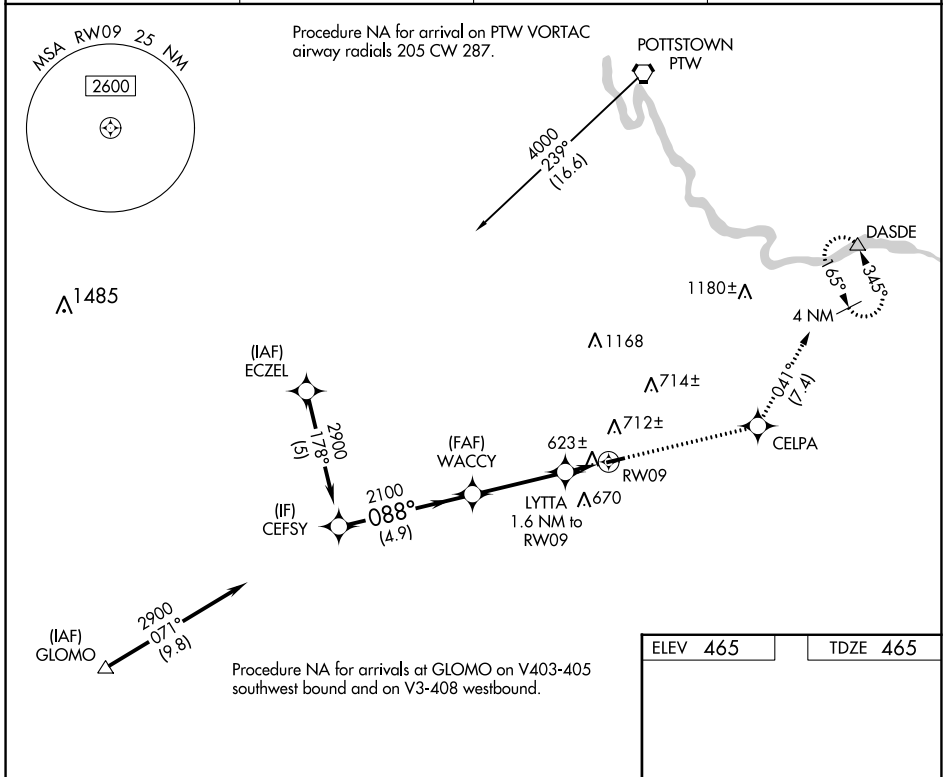 MSA RW09 25 NM
2600
Procedure NA for arrival on PTW VORTAC
airway radials 205 CW 287.
POTTSTOWN
PTW
4000
239°
(16.6)
DASDE
165°
345°
4 NM
1180±
1485
1168
(IAF)
ECZEL
714±
041°
(7.4)
2900
178°
(5)
712±
CELPA
(FAF)
WACCY
623±
RW09
2100
088°
(4.9)
LYTTA
1.6 NM to
RW09
670
(IF)
CEFSY
2900
071°
(9.8)
(IAF)
GLOMO
Procedure NA for arrivals at GLOMO on V403-405
southwest bound and on V3-408 westbound.
ELEV 465
TDZE 465